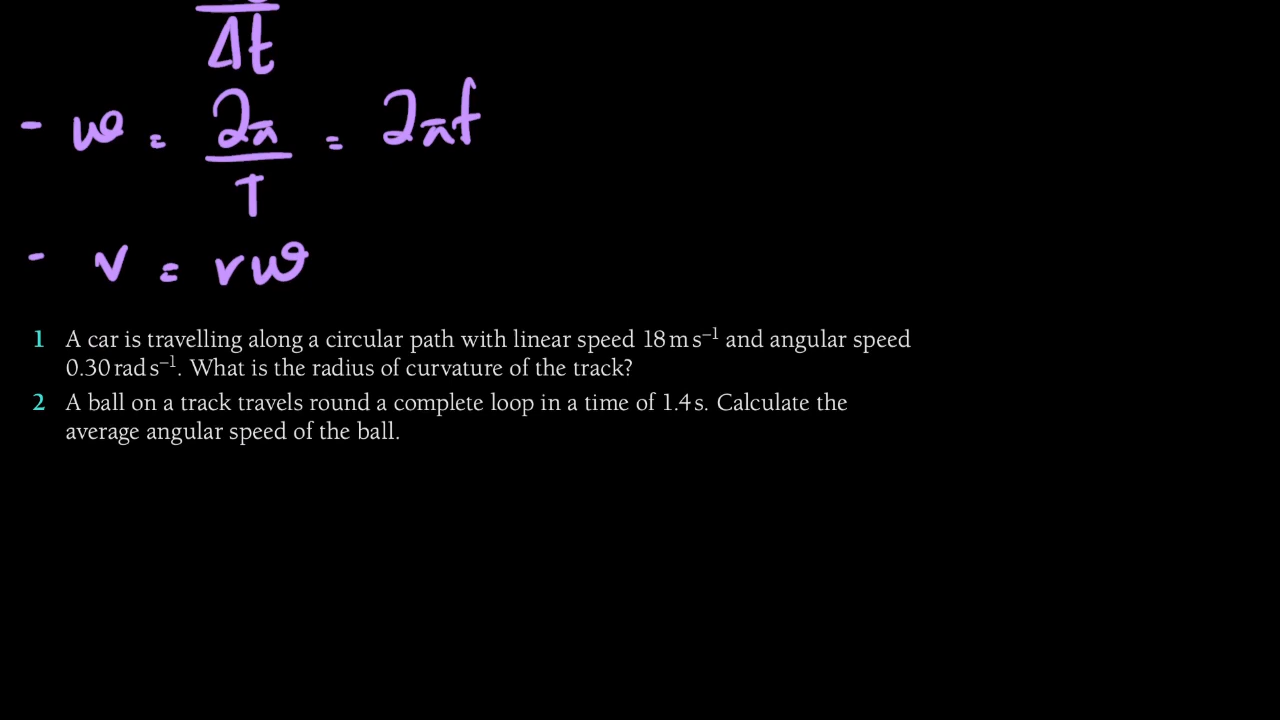 Δt
- ω = 2π/T = 2πf
- v = rω
1 A car is travelling along a circular path with linear speed 18 m s⁻¹ and angular speed
0.30 rad s⁻¹. What is the radius of curvature of the track?
2 A ball on a track travels round a complete loop in a time of 1.4 s. Calculate the
average angular speed of the ball.